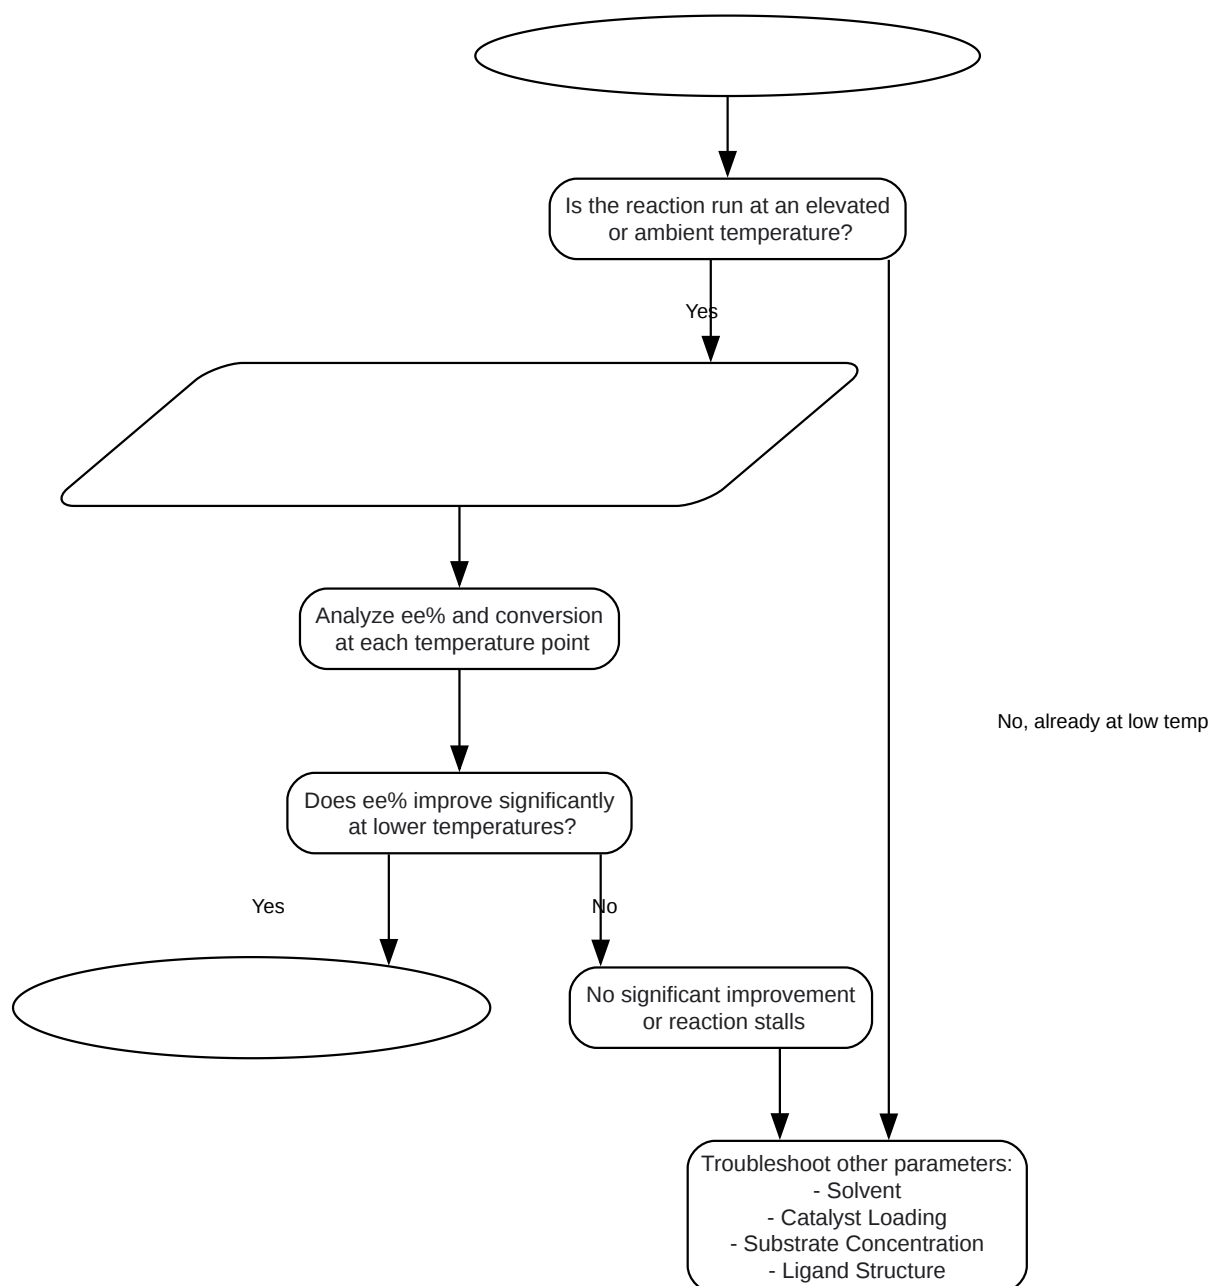 Is the reaction run at an elevated
or ambient temperature?
Yes
Analyze ee% and conversion
at each temperature point
No, already at low temp
Does ee% improve significantly
at lower temperatures?
Yes
No
No significant improvement
or reaction stalls
Troubleshoot other parameters:
- Solvent
- Catalyst Loading
- Substrate Concentration
- Ligand Structure